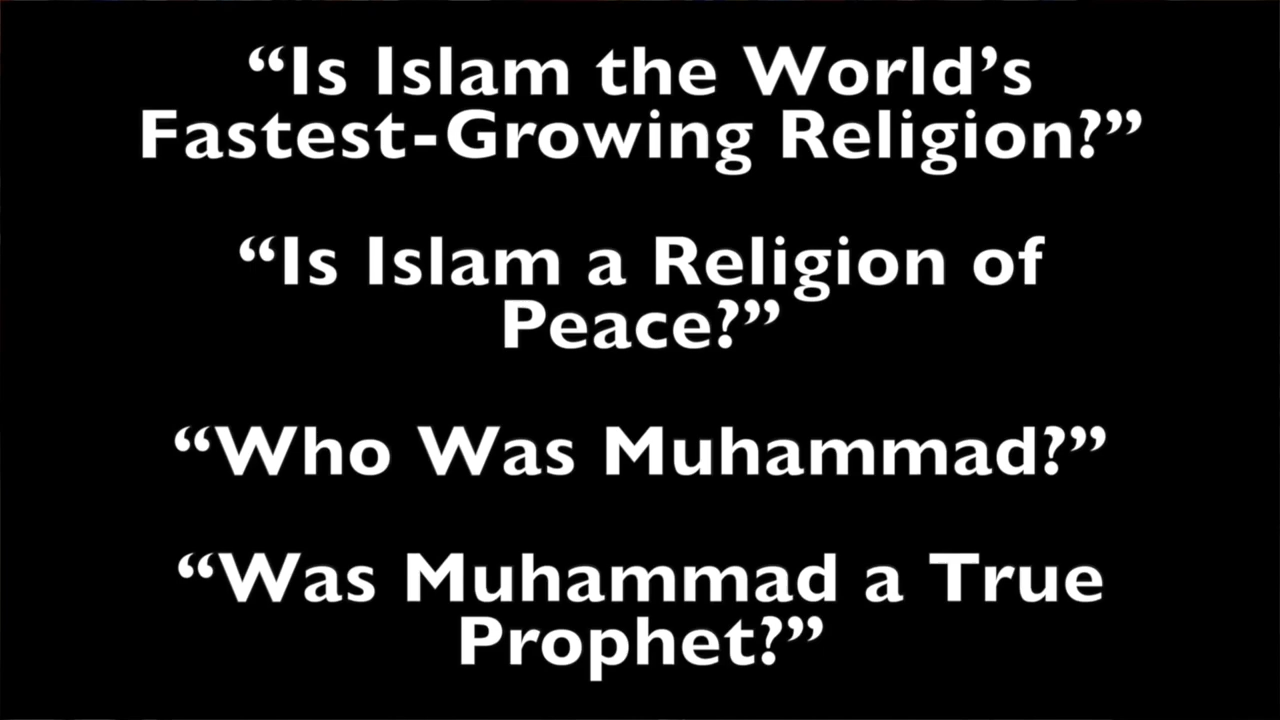 “Is Islam the World’s
Fastest-Growing Religion?”
“Is Islam a Religion of
Peace?”
“Who Was Muhammad?”
“Was Muhammad a True
Prophet?”